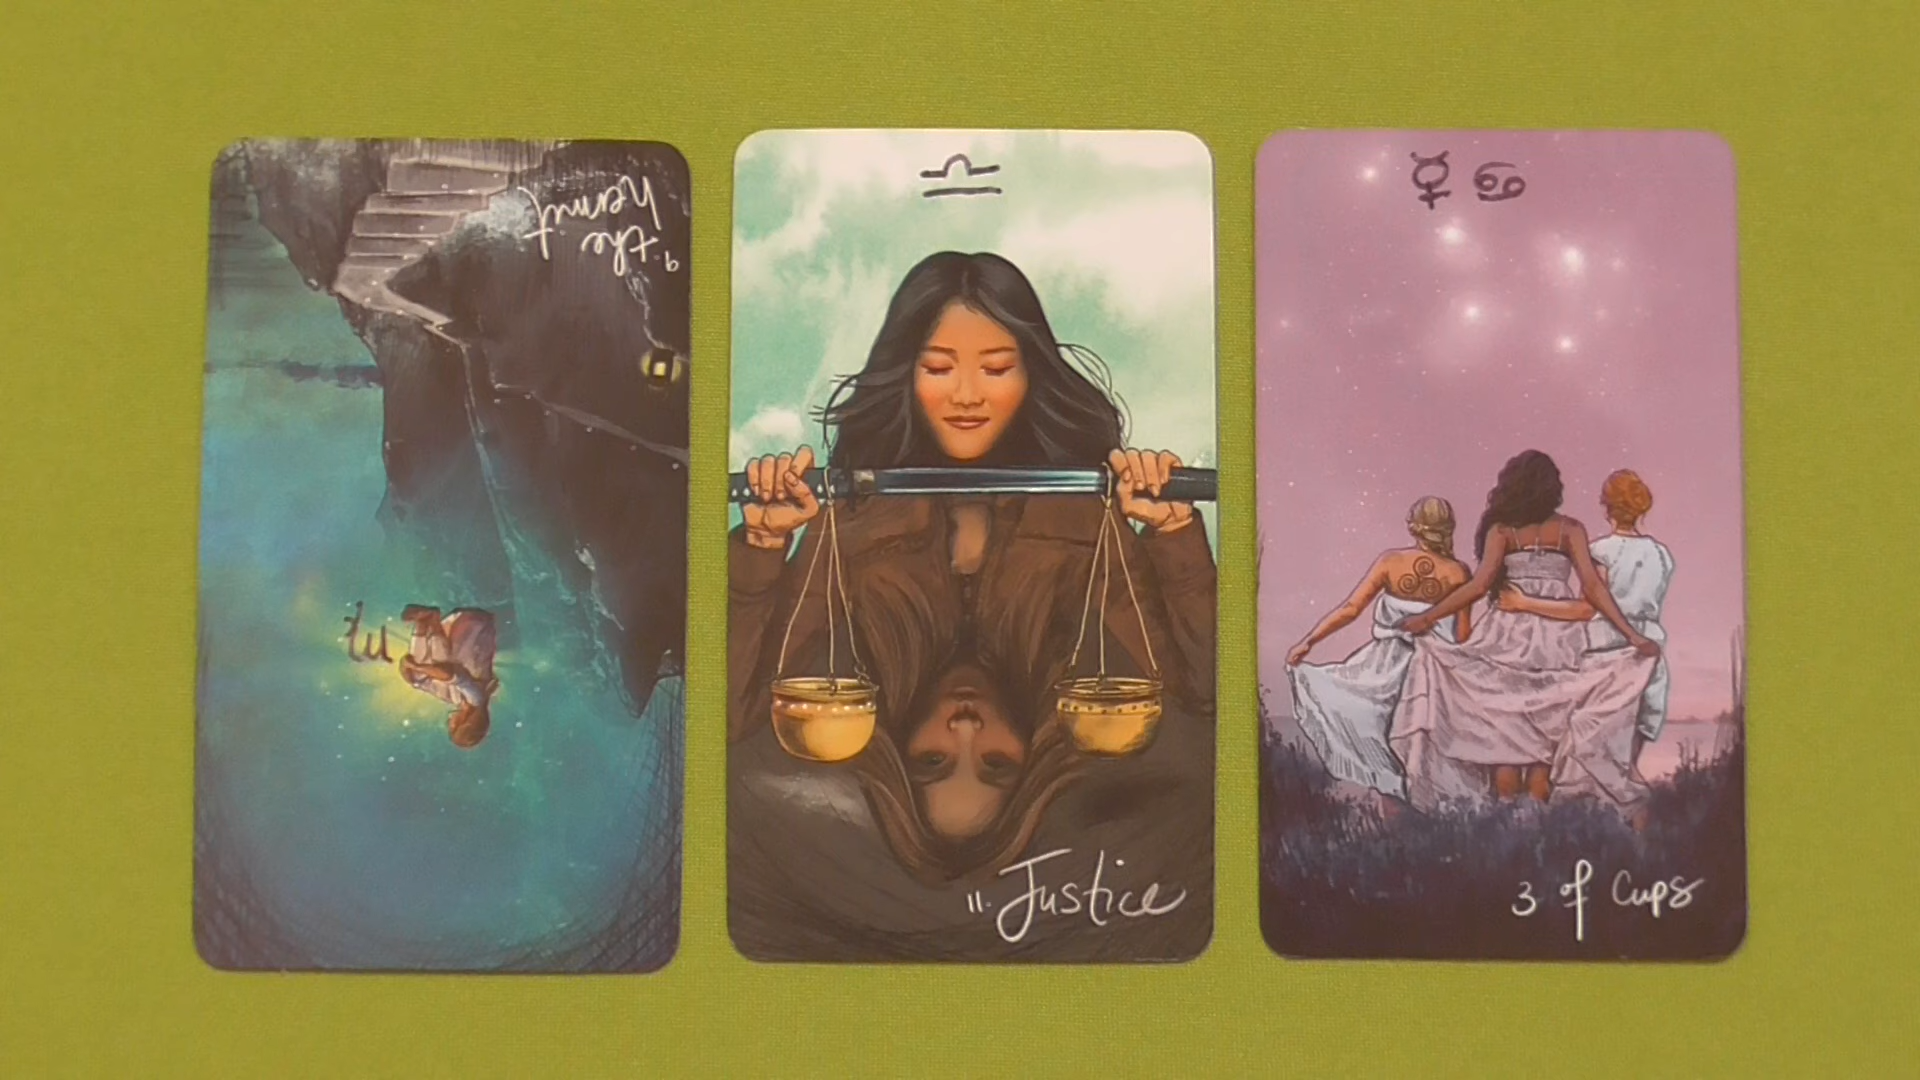 9. the
hermit
11. Justice
3 of Cups